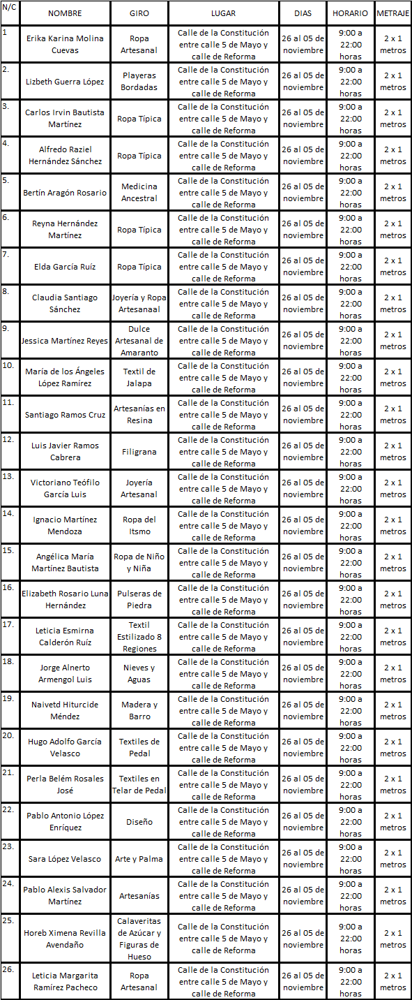 N/C NOMBRE GIRO LUGAR DIAS HORARIO METRAJE
1 Erika Karina Molina Cuevas Ropa Artesanal Calle de la Constitución entre calle 5 de Mayo y calle de Reforma 26 al 05 de noviembre 9:00 a 22:00 horas 2 x 1 metros
2. Lizbeth Guerra López Playeras Bordadas Calle de la Constitución entre calle 5 de Mayo y calle de Reforma 26 al 05 de noviembre 9:00 a 22:00 horas 2 x 1 metros
3. Carlos Irvin Bautista Martínez Ropa Típica Calle de la Constitución entre calle 5 de Mayo y calle de Reforma 26 al 05 de noviembre 9:00 a 22:00 horas 2 x 1 metros
4. Alfredo Raziel Hernández Sánchez Ropa Típica Calle de la Constitución entre calle 5 de Mayo y calle de Reforma 26 al 05 de noviembre 9:00 a 22:00 horas 2 x 1 metros
5. Bertín Aragón Rosario Medicina Ancestral Calle de la Constitución entre calle 5 de Mayo y calle de Reforma 26 al 05 de noviembre 9:00 a 22:00 horas 2 x 1 metros
6. Reyna Hernández Martínez Ropa Típica Calle de la Constitución entre calle 5 de Mayo y calle de Reforma 26 al 05 de noviembre 9:00 a 22:00 horas 2 x 1 metros
7. Elda García Ruíz Ropa Típica Calle de la Constitución entre calle 5 de Mayo y calle de Reforma 26 al 05 de noviembre 9:00 a 22:00 horas 2 x 1 metros
8. Claudia Santiago Sánchez Joyería y Ropa Artesanaal Calle de la Constitución entre calle 5 de Mayo y calle de Reforma 26 al 05 de noviembre 9:00 a 22:00 horas 2 x 1 metros
9. Jessica Martínez Reyes Dulce Artesanal de Amaranto Calle de la Constitución entre calle 5 de Mayo y calle de Reforma 26 al 05 de noviembre 9:00 a 22:00 horas 2 x 1 metros
10. María de los Ángeles López Ramírez Textil de Jalapa Calle de la Constitución entre calle 5 de Mayo y calle de Reforma 26 al 05 de noviembre 9:00 a 22:00 horas 2 x 1 metros
11. Santiago Ramos Cruz Artesanías en Resina Calle de la Constitución entre calle 5 de Mayo y calle de Reforma 26 al 05 de noviembre 9:00 a 22:00 horas 2 x 1 metros
12. Luis Javier Ramos Cabrera Filigrana Calle de la Constitución entre calle 5 de Mayo y calle de Reforma 26 al 05 de noviembre 9:00 a 22:00 horas 2 x 1 metros
13. Victoriano Teófilo García Luis Joyería Artesanal Calle de la Constitución entre calle 5 de Mayo y calle de Reforma 26 al 05 de noviembre 9:00 a 22:00 horas 2 x 1 metros
14. Ignacio Martínez Mendoza Ropa del Itsmo Calle de la Constitución entre calle 5 de Mayo y calle de Reforma 26 al 05 de noviembre 9:00 a 22:00 horas 2 x 1 metros
15. Angélica María Martínez Bautista Ropa de Niño y Niña Calle de la Constitución entre calle 5 de Mayo y calle de Reforma 26 al 05 de noviembre 9:00 a 22:00 horas 2 x 1 metros
16. Elizabeth Rosario Luna Hernández Pulseras de Piedra Calle de la Constitución entre calle 5 de Mayo y calle de Reforma 26 al 05 de noviembre 9:00 a 22:00 horas 2 x 1 metros
17. Leticia Esmirna Calderón Ruíz Textil Estilizado 8 Regiones Calle de la Constitución entre calle 5 de Mayo y calle de Reforma 26 al 05 de noviembre 9:00 a 22:00 horas 2 x 1 metros
18. Jorge Alnerto Armengol Luis Nieves y Aguas Calle de la Constitución entre calle 5 de Mayo y calle de Reforma 26 al 05 de noviembre 9:00 a 22:00 horas 2 x 1 metros
19. Naivetd Hiturcide Méndez Madera y Barro Calle de la Constitución entre calle 5 de Mayo y calle de Reforma 26 al 05 de noviembre 9:00 a 22:00 horas 2 x 1 metros
20. Hugo Adolfo García Velasco Textiles de Pedal Calle de la Constitución entre calle 5 de Mayo y calle de Reforma 26 al 05 de noviembre 9:00 a 22:00 horas 2 x 1 metros
21. Perla Belém Rosales José Textiles en Telar de Pedal Calle de la Constitución entre calle 5 de Mayo y calle de Reforma 26 al 05 de noviembre 9:00 a 22:00 horas 2 x 1 metros
22. Pablo Antonio López Enríquez Diseño Calle de la Constitución entre calle 5 de Mayo y calle de Reforma 26 al 05 de noviembre 9:00 a 22:00 horas 2 x 1 metros
23. Sara López Velasco Arte y Palma Calle de la Constitución entre calle 5 de Mayo y calle de Reforma 26 al 05 de noviembre 9:00 a 22:00 horas 2 x 1 metros
24. Pablo Alexis Salvador Martínez Artesanías Calle de la Constitución entre calle 5 de Mayo y calle de Reforma 26 al 05 de noviembre 9:00 a 22:00 horas 2 x 1 metros
25. Horeb Ximena Revilla Avendaño Calaveritas de Azúcar y Figuras de Hueso Calle de la Constitución entre calle 5 de Mayo y calle de Reforma 26 al 05 de noviembre 9:00 a 22:00 horas 2 x 1 metros
26. Leticia Margarita Ramírez Pacheco Ropa Artesanal Calle de la Constitución entre calle 5 de Mayo y calle de Reforma 26 al 05 de noviembre 9:00 a 22:00 horas 2 x 1 metros